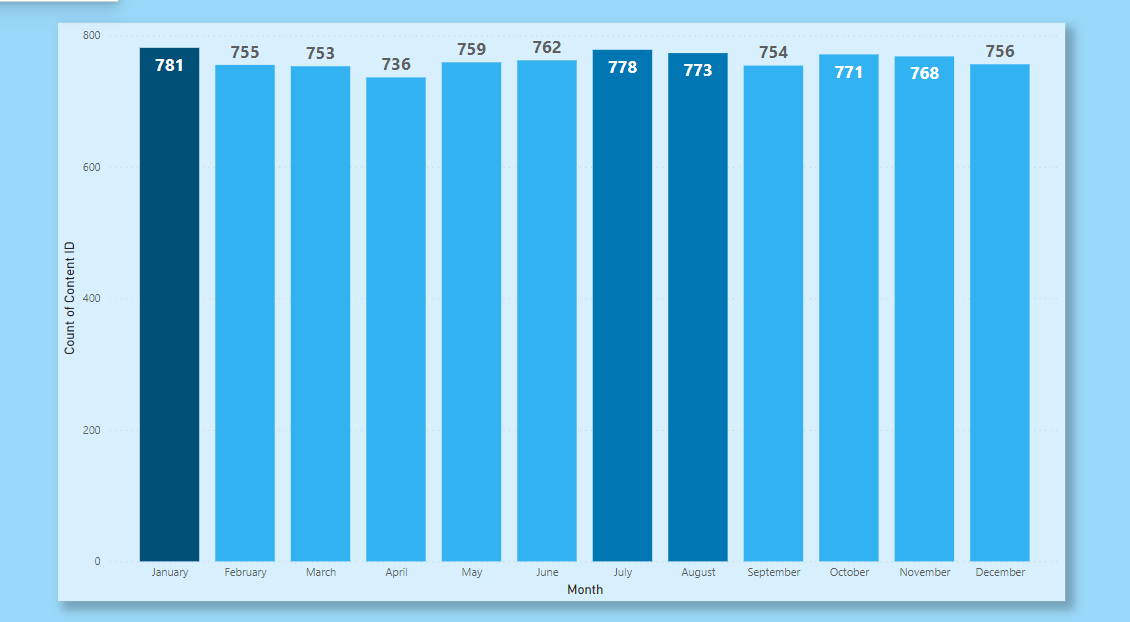 800
600
400
200
0
Count of Content ID
781
755
753
736
759
762
778
773
754
771
768
756
January
February
March
April
May
June
July
August
September
October
November
December
Month